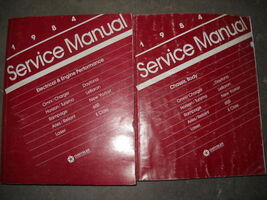 1984
Service Manual
Electrical & Engine Performance
Omni/Charger
Horizon/Turismo
Rampage
Aries/Reliant
Laser
Daytona
LeBaron
New Yorker
600
E Class
CHRYSLER
1984
Service Manual
Chassis, Body
Omni/Charger
Horizon/Turismo
Rampage
Aries/Reliant
Laser
Daytona
LeBaron
New Yorker
600
E Class
CHRYSLER